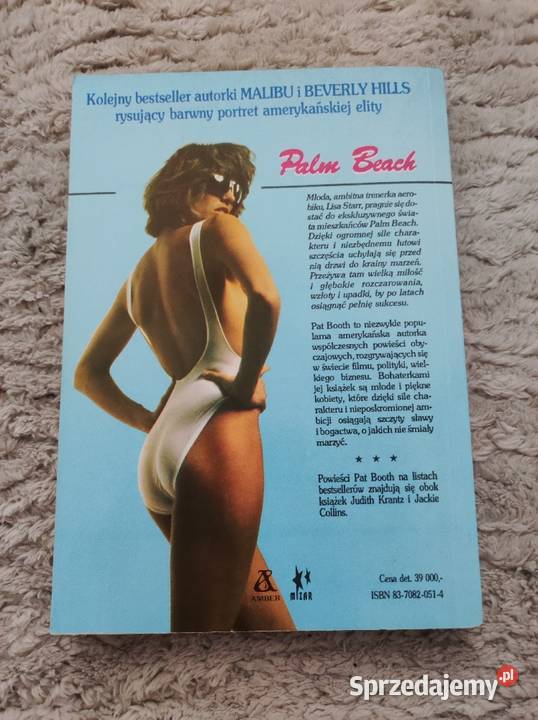 Kolejny bestseller autorki MALIBU i BEVERLY HILLS
rysujący barwny portret amerykańskiej elity
Palm Beach
Młoda, ambitna trenerka aero-
biku, Lisa Starr, pragnie się do-
stać do ekskluzywnego świa-
ta mieszkańców Palm Beach.
Dzięki ogromnej sile chara-
kteru i niezbędnemu łutowi
szczęścia uchylają się przed
nią drzwi do krainy marzeń.
Przeżywa tam wielką miłość
i głębokie rozczarowania,
wzloty i upadki, by po latach
osiągnąć pełnię sukcesu.
Pat Booth to niezwykle popu-
larna amerykańska autorka
współczesnych powieści oby-
czajowych, rozgrywających się
w świecie filmu, polityki, wiel-
kiego biznesu. Bohaterkami
jej książek są młode i piękne
kobiety, które dzięki sile cha-
rakteru i nieposkromionej am-
bicji osiągają szczyty sławy
i bogactwa, o jakich nie śmiały
marzyć.
★ ★ ★
Powieści Pat Booth na listach
bestsellerów znajdują się obok
książek Judith Krantz i Jackie
Collins.
AMBER
MIZAR
Cena det. 39 000,-
ISBN 83-7082-051-4
Sprzedajemy.pl